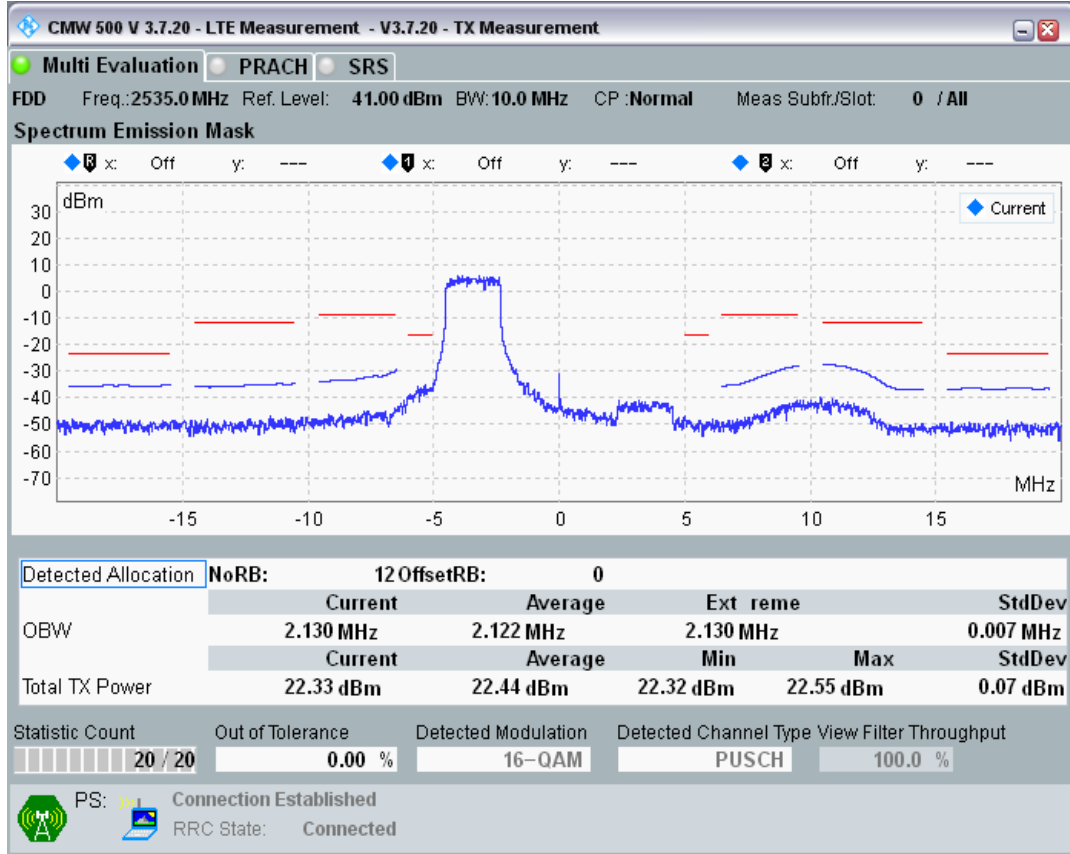 CMW 500 V 3.7.20 - LTE Measurement - V3.7.20 - TX Measurement
Multi Evaluation PRACH SRS
FDD Freq.:2535.0 MHz Ref. Level: 41.00 dBm BW: 10.0 MHz CP :Normal Meas Subfr./Slot: 0 / All
Spectrum Emission Mask
R x: Off y: --- 1 x: Off y: --- 2 x: Off y: ---
dBm
Current
30
20
10
0
-10
-20
-30
-40
-50
-60
-70
MHz
-15 -10 -5 0 5 10 15
Detected Allocation NoRB: 12 OffsetRB: 0
Current Average Ext reme StdDev
OBW 2.130 MHz 2.122 MHz 2.130 MHz 0.007 MHz
Current Average Min Max StdDev
Total TX Power 22.33 dBm 22.44 dBm 22.32 dBm 22.55 dBm 0.07 dBm
Statistic Count Out of Tolerance Detected Modulation Detected Channel Type View Filter Throughput
20 / 20 0.00 % 16-QAM PUSCH 100.0 %
PS: Connection Established
RRC State: Connected